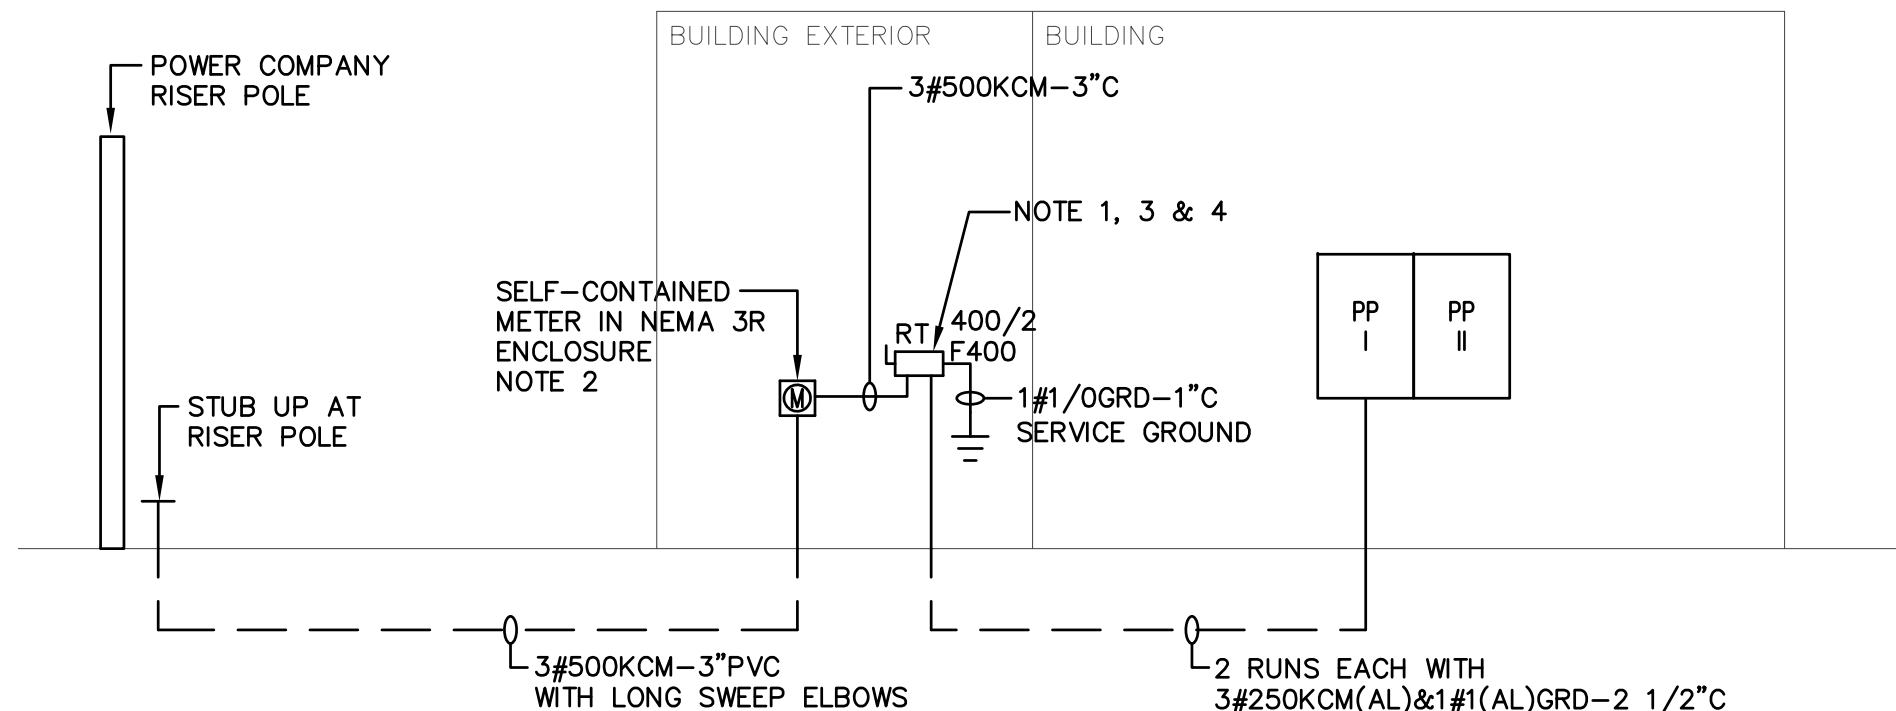 BUILDING EXTERIOR
BUILDING
POWER COMPANY
RISER POLE
3#500KCM-3"C
NOTE 1, 3 & 4
SELF-CONTAINED
METER IN NEMA 3R
ENCLOSURE
NOTE 2
RT
400/2
F400
M
PP
I
PP
II
1#1/0GRD-1"C
SERVICE GROUND
STUB UP AT
RISER POLE
3#500KCM-3"PVC
WITH LONG SWEEP ELBOWS
2 RUNS EACH WITH
3#250KCM(AL)&1#1(AL)GRD-2 1/2"C